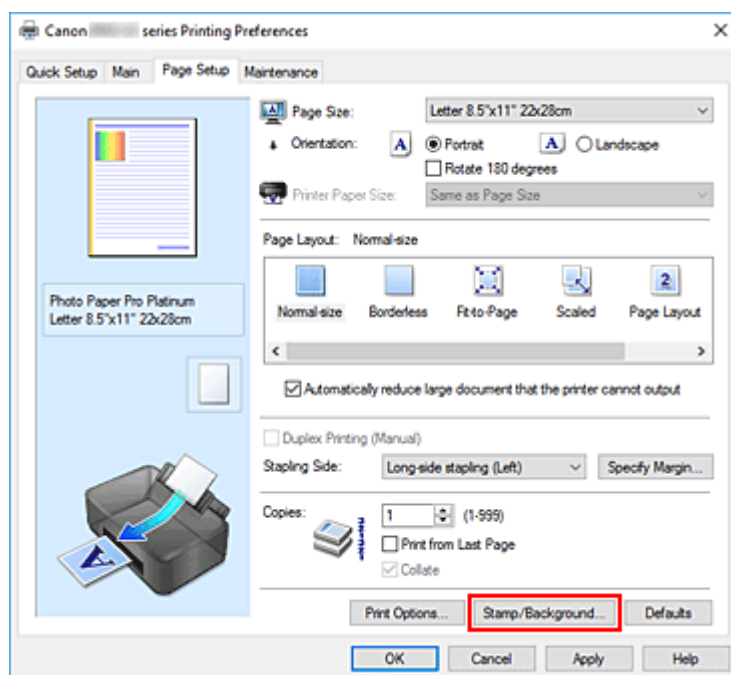 Canon series Printing Preferences
Quick Setup Main Page Setup Maintenance
Page Size: Letter 8.5"x11" 22x28cm
Orientation: A Portrait A Landscape
Rotate 180 degrees
Printer Paper Size: Same as Page Size
Page Layout: Normal-size
2
Normal-size Borderless Fit-to-Page Scaled Page Layout
Photo Paper Pro Platinum
Letter 8.5"x11" 22x28cm
Automatically reduce large document that the printer cannot output
Duplex Printing (Manual)
Stapling Side: Long-side stapling (Left) Specify Margin...
Copies: 1 (1-999)
Print from Last Page
Collate
A
Print Options... Stamp/Background... Defaults
OK Cancel Apply Help